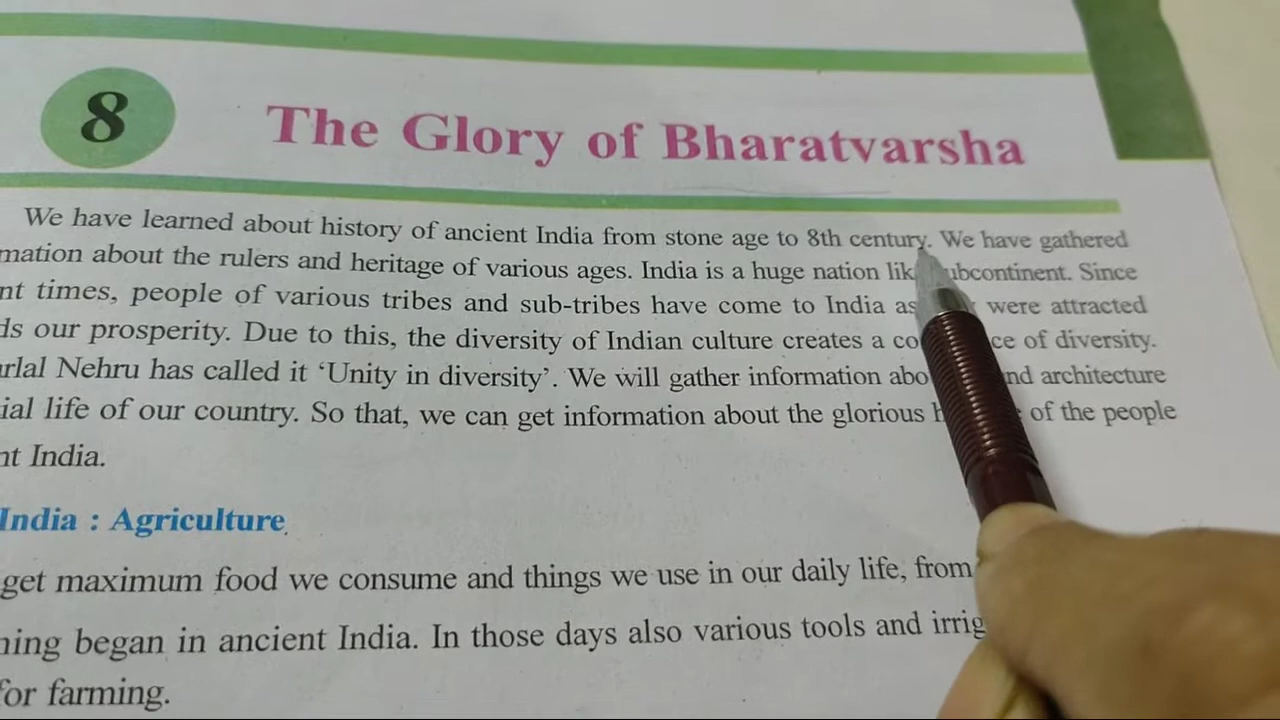 8
The Glory of Bharatvarsha
We have learned about history of ancient India from stone age to 8th century. We have gathered
mation about the rulers and heritage of various ages. India is a huge nation lik ubcontinent. Since
nt times, people of various tribes and sub-tribes have come to India as were attracted
ds our prosperity. Due to this, the diversity of Indian culture creates a co ce of diversity.
arlal Nehru has called it ‘Unity in diversity’. We will gather information abo nd architecture
ial life of our country. So that, we can get information about the glorious h of the people
nt India.
India : Agriculture
get maximum food we consume and things we use in our daily life, from
ning began in ancient India. In those days also various tools and irrig
for farming.